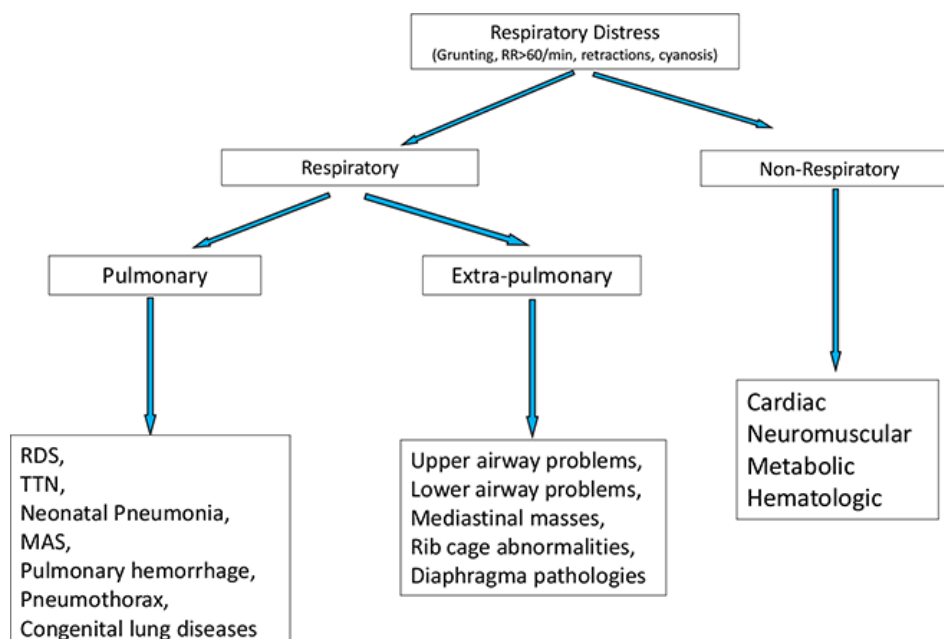 Respiratory Distress
(Grunting, RR>60/min, retractions, cyanosis)
Respiratory
Non-Respiratory
Pulmonary
Extra-pulmonary
RDS,
TTN,
Neonatal Pneumonia,
MAS,
Pulmonary hemorrhage,
Pneumothorax,
Congenital lung diseases
Upper airway problems,
Lower airway problems,
Mediastinal masses,
Rib cage abnormalities,
Diaphragma pathologies
Cardiac
Neuromuscular
Metabolic
Hematologic